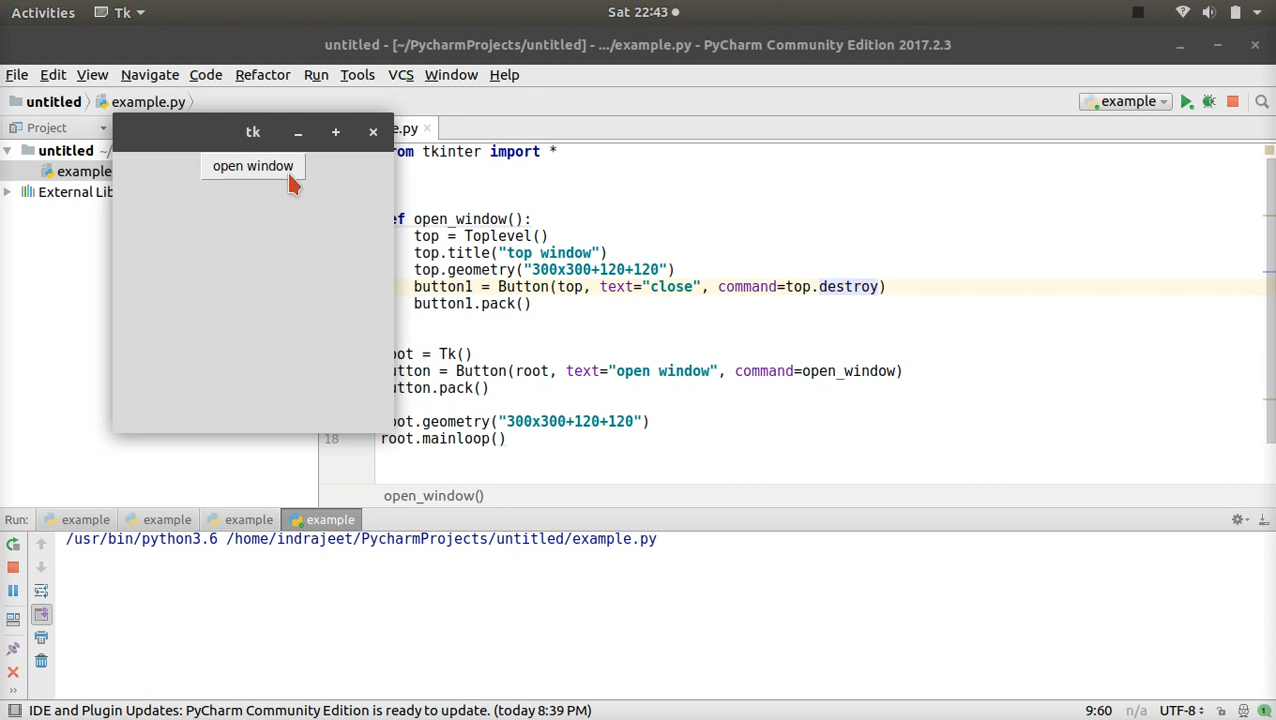 Activities Tk Sat 22:43
untitled - [~/PycharmProjects/untitled] - .../example.py - PyCharm Community Edition 2017.2.3
File Edit View Navigate Code Refactor Run Tools VCS Window Help
untitled example.py example
Project tk e.py
untitled ~/ rom tkinter import *
example open window
External Lib
ef open_window():
top = Toplevel()
top.title("top window")
top.geometry("300x300+120+120")
button1 = Button(top, text="close", command=top.destroy)
button1.pack()
oot = Tk()
utton = Button(root, text="open window", command=open_window)
utton.pack()
oot.geometry("300x300+120+120")
18 root.mainloop()
open_window()
Run: example example example example
/usr/bin/python3.6 /home/indrajeet/PycharmProjects/untitled/example.py
IDE and Plugin Updates: PyCharm Community Edition is ready to update. (today 8:39 PM) 9:60 n/a UTF-8 1